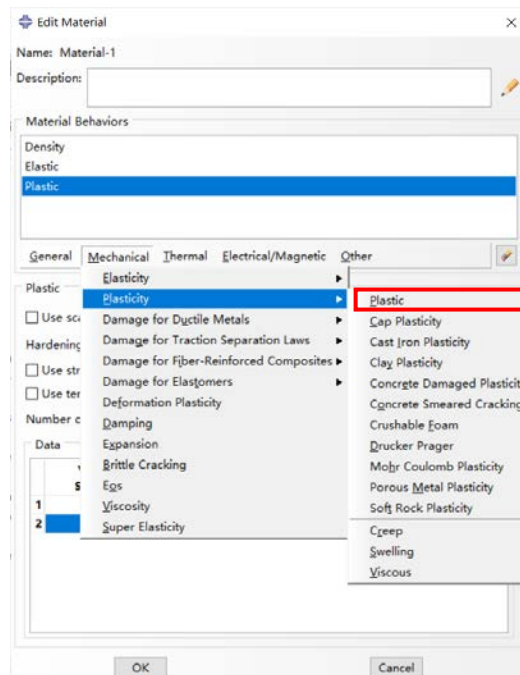 Edit Material
Name: Material-1
Description:
Material Behaviors
Density
Elastic
Plastic
General Mechanical Thermal Electrical/Magnetic Other
Plastic
Use sca
Hardening
Use str
Use ter
Number c
Data
1
2
Elasticity
Plasticity
Damage for Ductile Metals
Damage for Traction Separation Laws
Damage for Fiber-Reinforced Composites
Damage for Elastomers
Deformation Plasticity
Damping
Expansion
Brittle Cracking
Eos
Viscosity
Super Elasticity
Plastic
Cap Plasticity
Cast Iron Plasticity
Clay Plasticity
Concrete Damaged Plasticit
Concrete Smeared Cracking
Crushable Foam
Drucker Prager
Mohr Coulomb Plasticity
Porous Metal Plasticity
Soft Rock Plasticity
Creep
Swelling
Viscous
OK Cancel